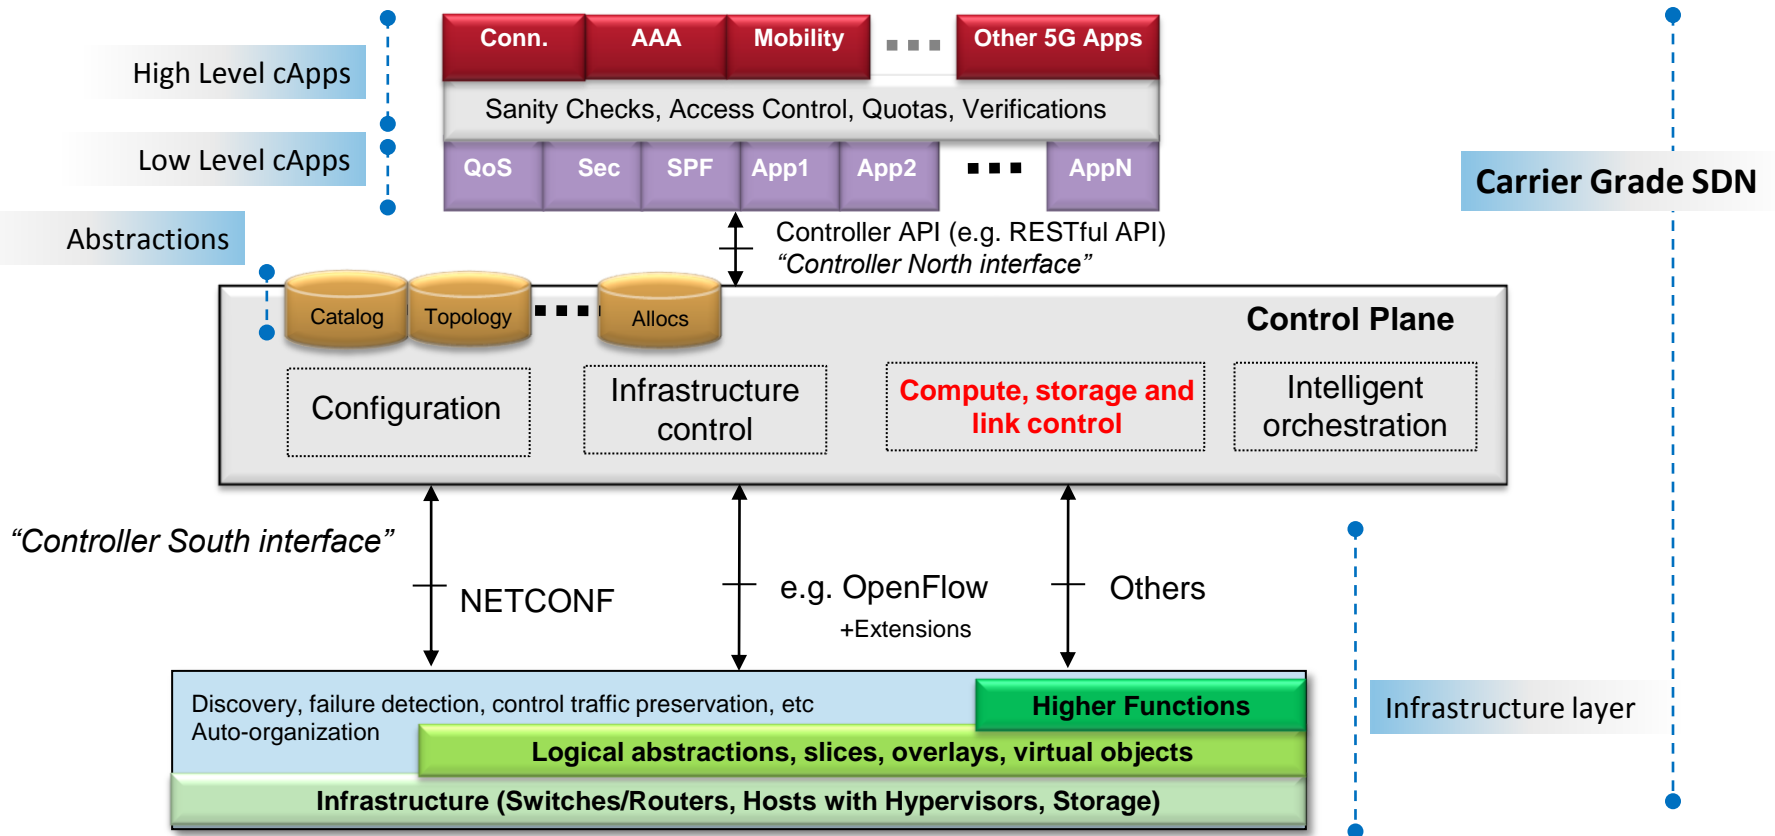 Conn.
AAA
Mobility
Other 5G Apps
High Level cApps
Sanity Checks, Access Control, Quotas, Verifications
Low Level cApps
QoS
Sec
SPF
App1
App2
AppN
Carrier Grade SDN
Abstractions
Controller API (e.g. RESTful API)
“Controller North interface”
Catalog
Topology
Allocs
Control Plane
Configuration
Infrastructure
control
Compute, storage and
link control
Intelligent
orchestration
“Controller South interface”
NETCONF
e.g. OpenFlow
+Extensions
Others
Discovery, failure detection, control traffic preservation, etc
Auto-organization
Higher Functions
Infrastructure layer
Logical abstractions, slices, overlays, virtual objects
Infrastructure (Switches/Routers, Hosts with Hypervisors, Storage)